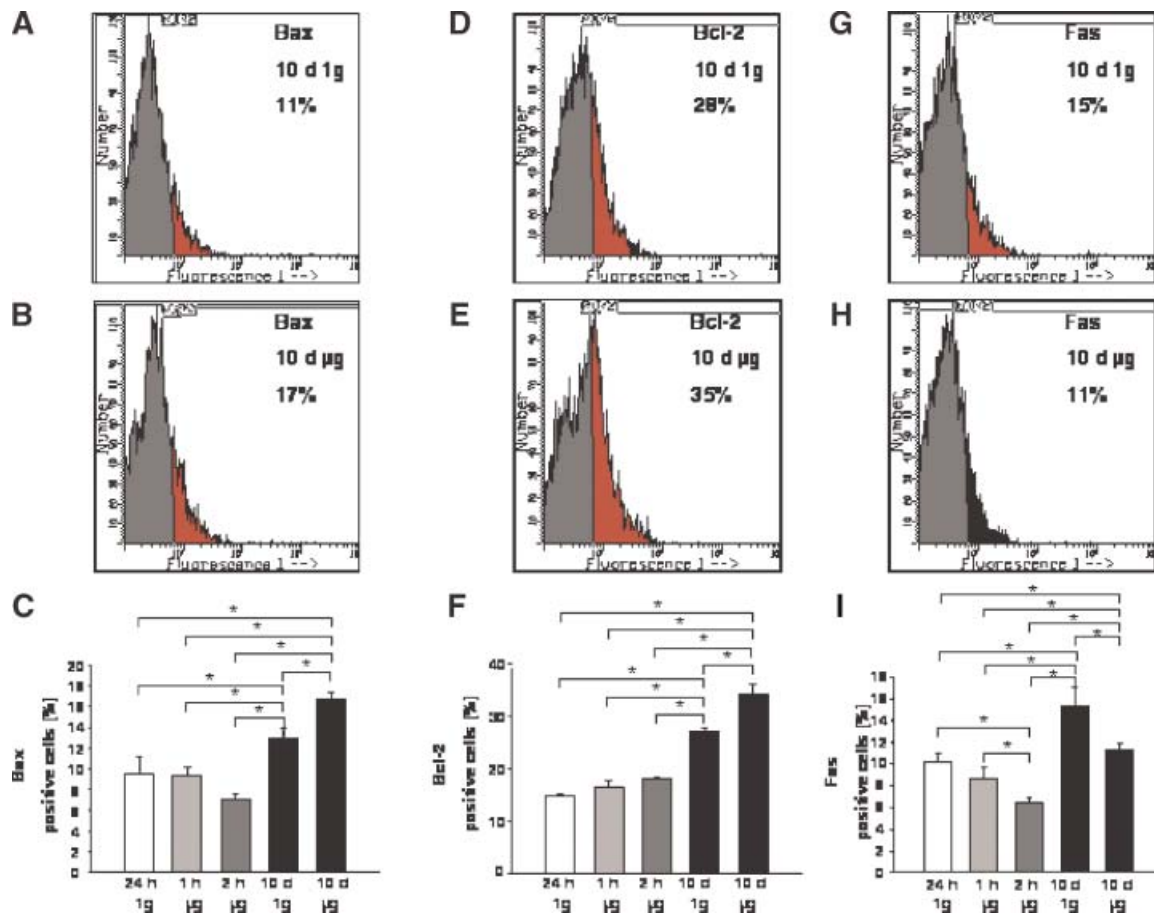 A
Bax
10 d 1g
11%
Number
Fluorescence 1 -->
D
Bcl-2
10 d 1g
28%
Number
Fluorescence 1 -->
G
Fas
10 d 1g
15%
Number
Fluorescence 1 -->
B
Bax
10 d µg
17%
Number
Fluorescence 1 -->
E
Bcl-2
10 d µg
35%
Number
Fluorescence 1 -->
H
Fas
10 d µg
11%
Number
Fluorescence 1 -->
C
* * * * * * *
Bax
positive cells [%]
20
18
16
14
12
10
8
6
4
2
0
24 h 1 h 2 h 10 d 10 d
1g µg µg 1g µg
F
* * * * * * *
Bcl-2
positive cells [%]
40
30
20
10
0
24 h 1 h 2 h 10 d 10 d
1g µg µg 1g µg
I
* * * * * * * * *
Fas
positive cells [%]
18
16
14
12
10
8
6
4
2
0
24 h 1 h 2 h 10 d 10 d
1g µg µg 1g µg